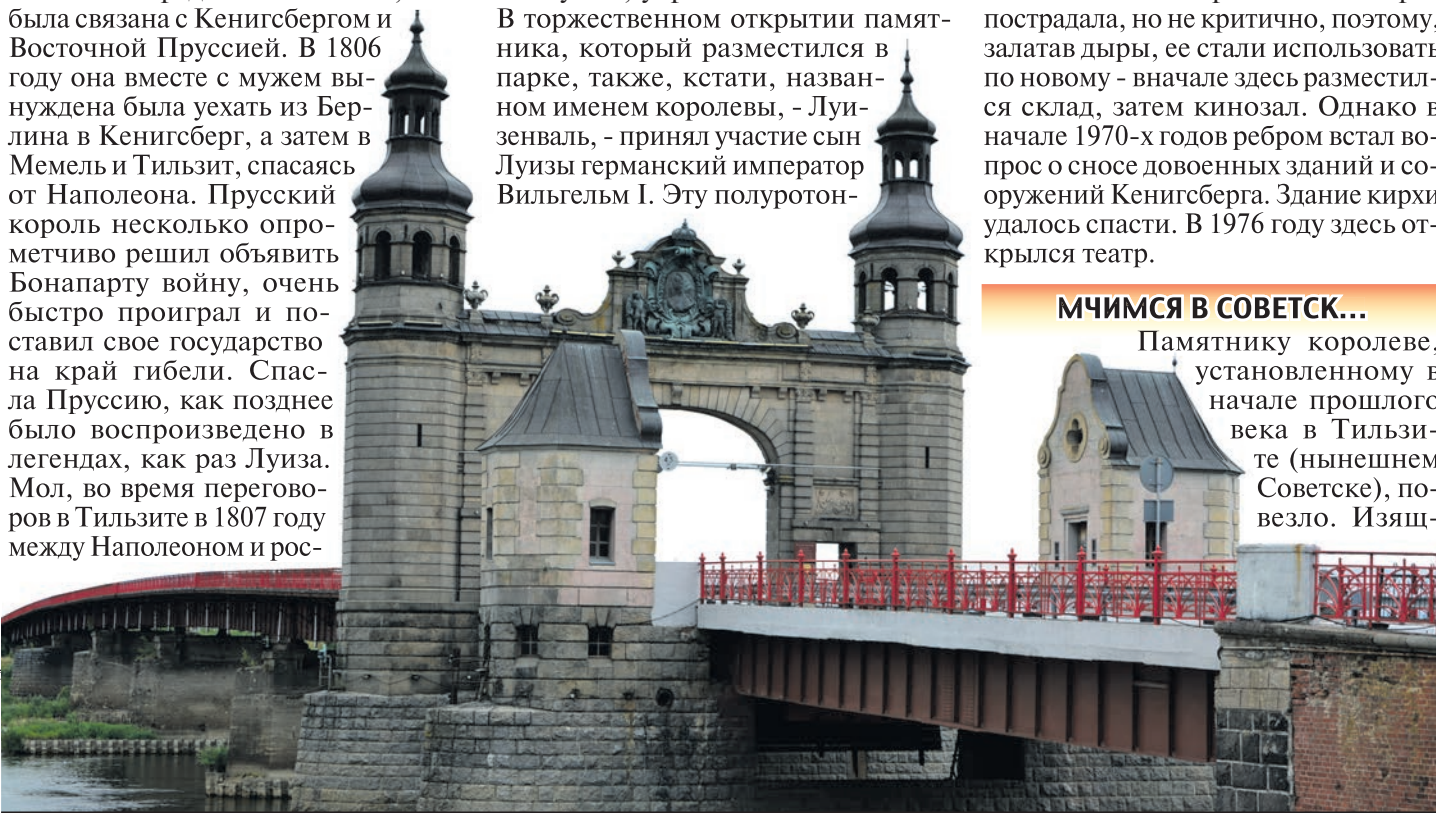 была связана с Кенигсбергом и
Восточной Пруссией. В 1806
году она вместе с мужем вы-
нуждена была уехать из Бер-
лина в Кенигсберг, а затем в
Мемель и Тильзит, спасаясь
от Наполеона. Прусский
король несколько опро-
метчиво решил объявить
Бонапарту войну, очень
быстро проиграл и по-
ставил свое государство
на край гибели. Спас-
ла Пруссию, как позднее
было воспроизведено в
легендах, как раз Луиза.
Мол, во время перегово-
ров в Тильзите в 1807 году
между Наполеоном и рос-
В торжественном открытии памят-
ника, который разместился в
парке, также, кстати, назван-
ном именем королевы, - Луи-
зенваль, - принял участие сын
Луизы германский император
Вильгельм I. Эту полуротон-
пострадала, но не критично, поэтому,
залатав дыры, ее стали использовать
по новому - вначале здесь разместил-
ся склад, затем кинозал. Однако в
начале 1970-х годов ребром встал во-
прос о сносе довоенных зданий и со-
оружений Кенигсберга. Здание кирхи
удалось спасти. В 1976 году здесь от-
крылся театр.
МЧИМСЯ В СОВЕТСК...
Памятнику королеве,
установленному в
начале прошлого
века в Тильзи-
те (нынешнем
Советске), по-
везло. Изящ-